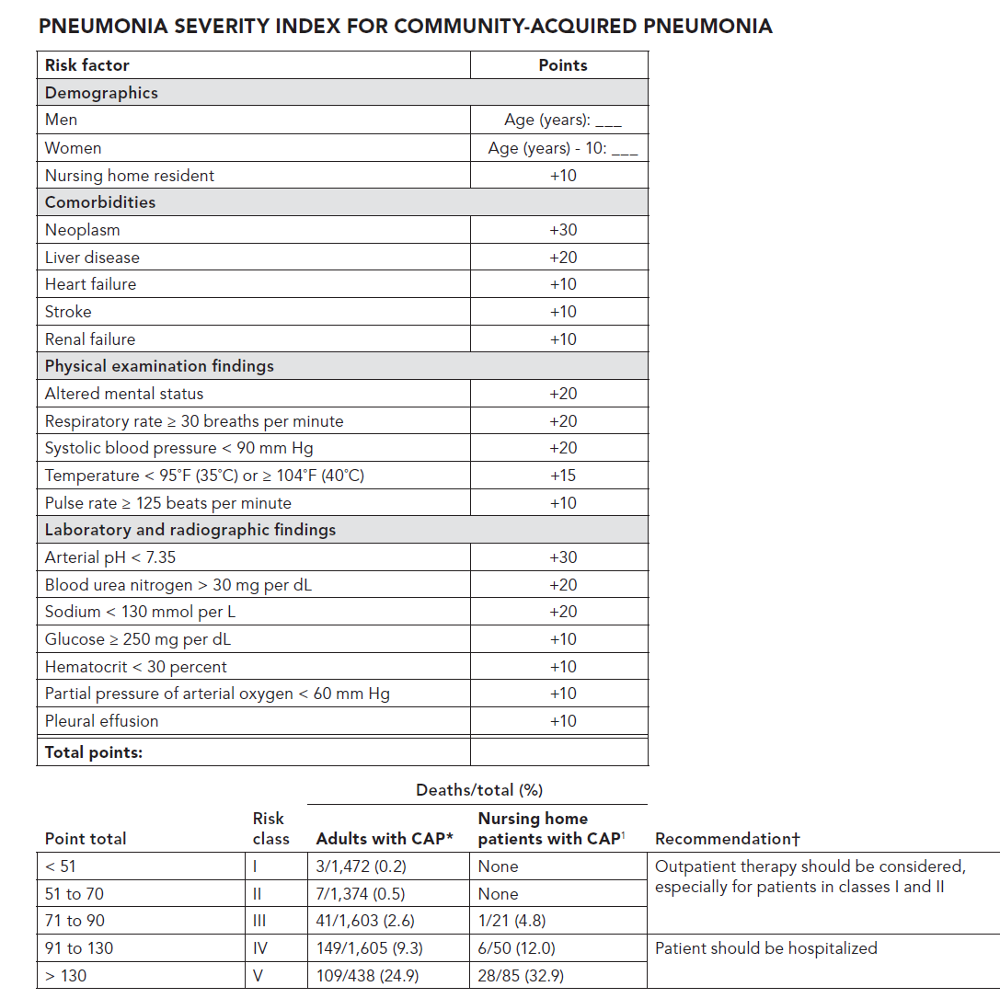 PNEUMONIA SEVERITY INDEX FOR COMMUNITY-ACQUIRED PNEUMONIA
Risk factor Points
Demographics
Men Age (years): ___
Women Age (years) - 10: ___
Nursing home resident +10
Comorbidities
Neoplasm +30
Liver disease +20
Heart failure +10
Stroke +10
Renal failure +10
Physical examination findings
Altered mental status +20
Respiratory rate ≥ 30 breaths per minute +20
Systolic blood pressure < 90 mm Hg +20
Temperature < 95˚F (35˚C) or ≥ 104˚F (40˚C) +15
Pulse rate ≥ 125 beats per minute +10
Laboratory and radiographic findings
Arterial pH < 7.35 +30
Blood urea nitrogen > 30 mg per dL +20
Sodium < 130 mmol per L +20
Glucose ≥ 250 mg per dL +10
Hematocrit < 30 percent +10
Partial pressure of arterial oxygen < 60 mm Hg +10
Pleural effusion +10
Total points:
Deaths/total (%)
Point total Risk class Adults with CAP* Nursing home patients with CAP¹ Recommendation†
< 51 I 3/1,472 (0.2) None Outpatient therapy should be considered,
especially for patients in classes I and II
51 to 70 II 7/1,374 (0.5) None
71 to 90 III 41/1,603 (2.6) 1/21 (4.8)
91 to 130 IV 149/1,605 (9.3) 6/50 (12.0) Patient should be hospitalized
> 130 V 109/438 (24.9) 28/85 (32.9)